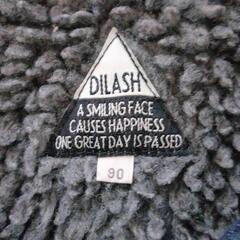 DILASH
A SMILING FACE
CAUSES HAPPINESS
ONE GREAT DAY IS PASSED
90